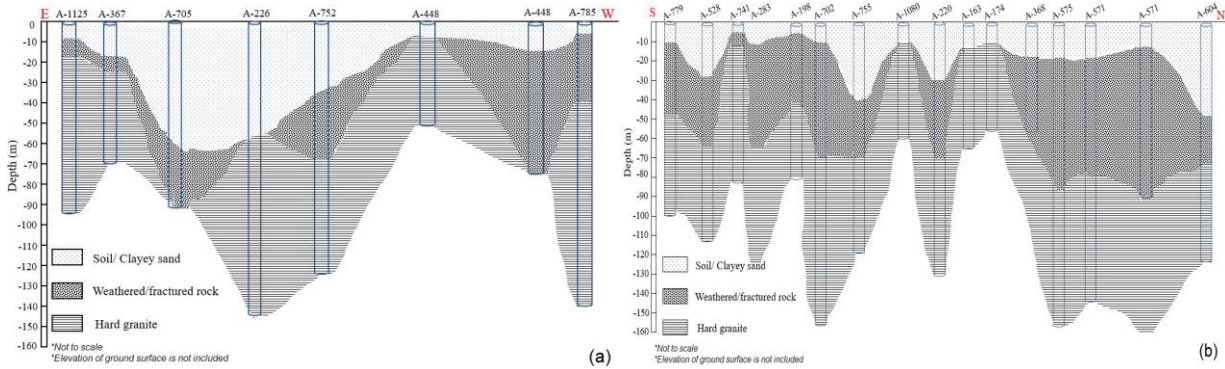 E A-1125 A-367 A-705 A-226 A-752 A-448 A-448 A-785 W
0
-10
-20
-30
-40
-50
-60
-70
-80
-90
-100
-110
-120
-130
-140
-150
-160
Depth (m)
Soil/ Clayey sand
Weathered/fractured rock
Hard granite
*Not to scale
*Elevation of ground surface is not included
(a)
S A-779 A-528 A-741 A-283 A-198 A-702 A-755 A-1080 A-220 A-163 A-174 A-368 A-575 A-571 A-571 A-604 N
0
-10
-20
-30
-40
-50
-60
-70
-80
-90
-100
-110
-120
-130
-140
-150
-160
Depth (m)
Soil/ Clayey sand
Weathered/fractured rock
Hard granite
*Not to scale
*Elevation of ground surface is not included
(b)